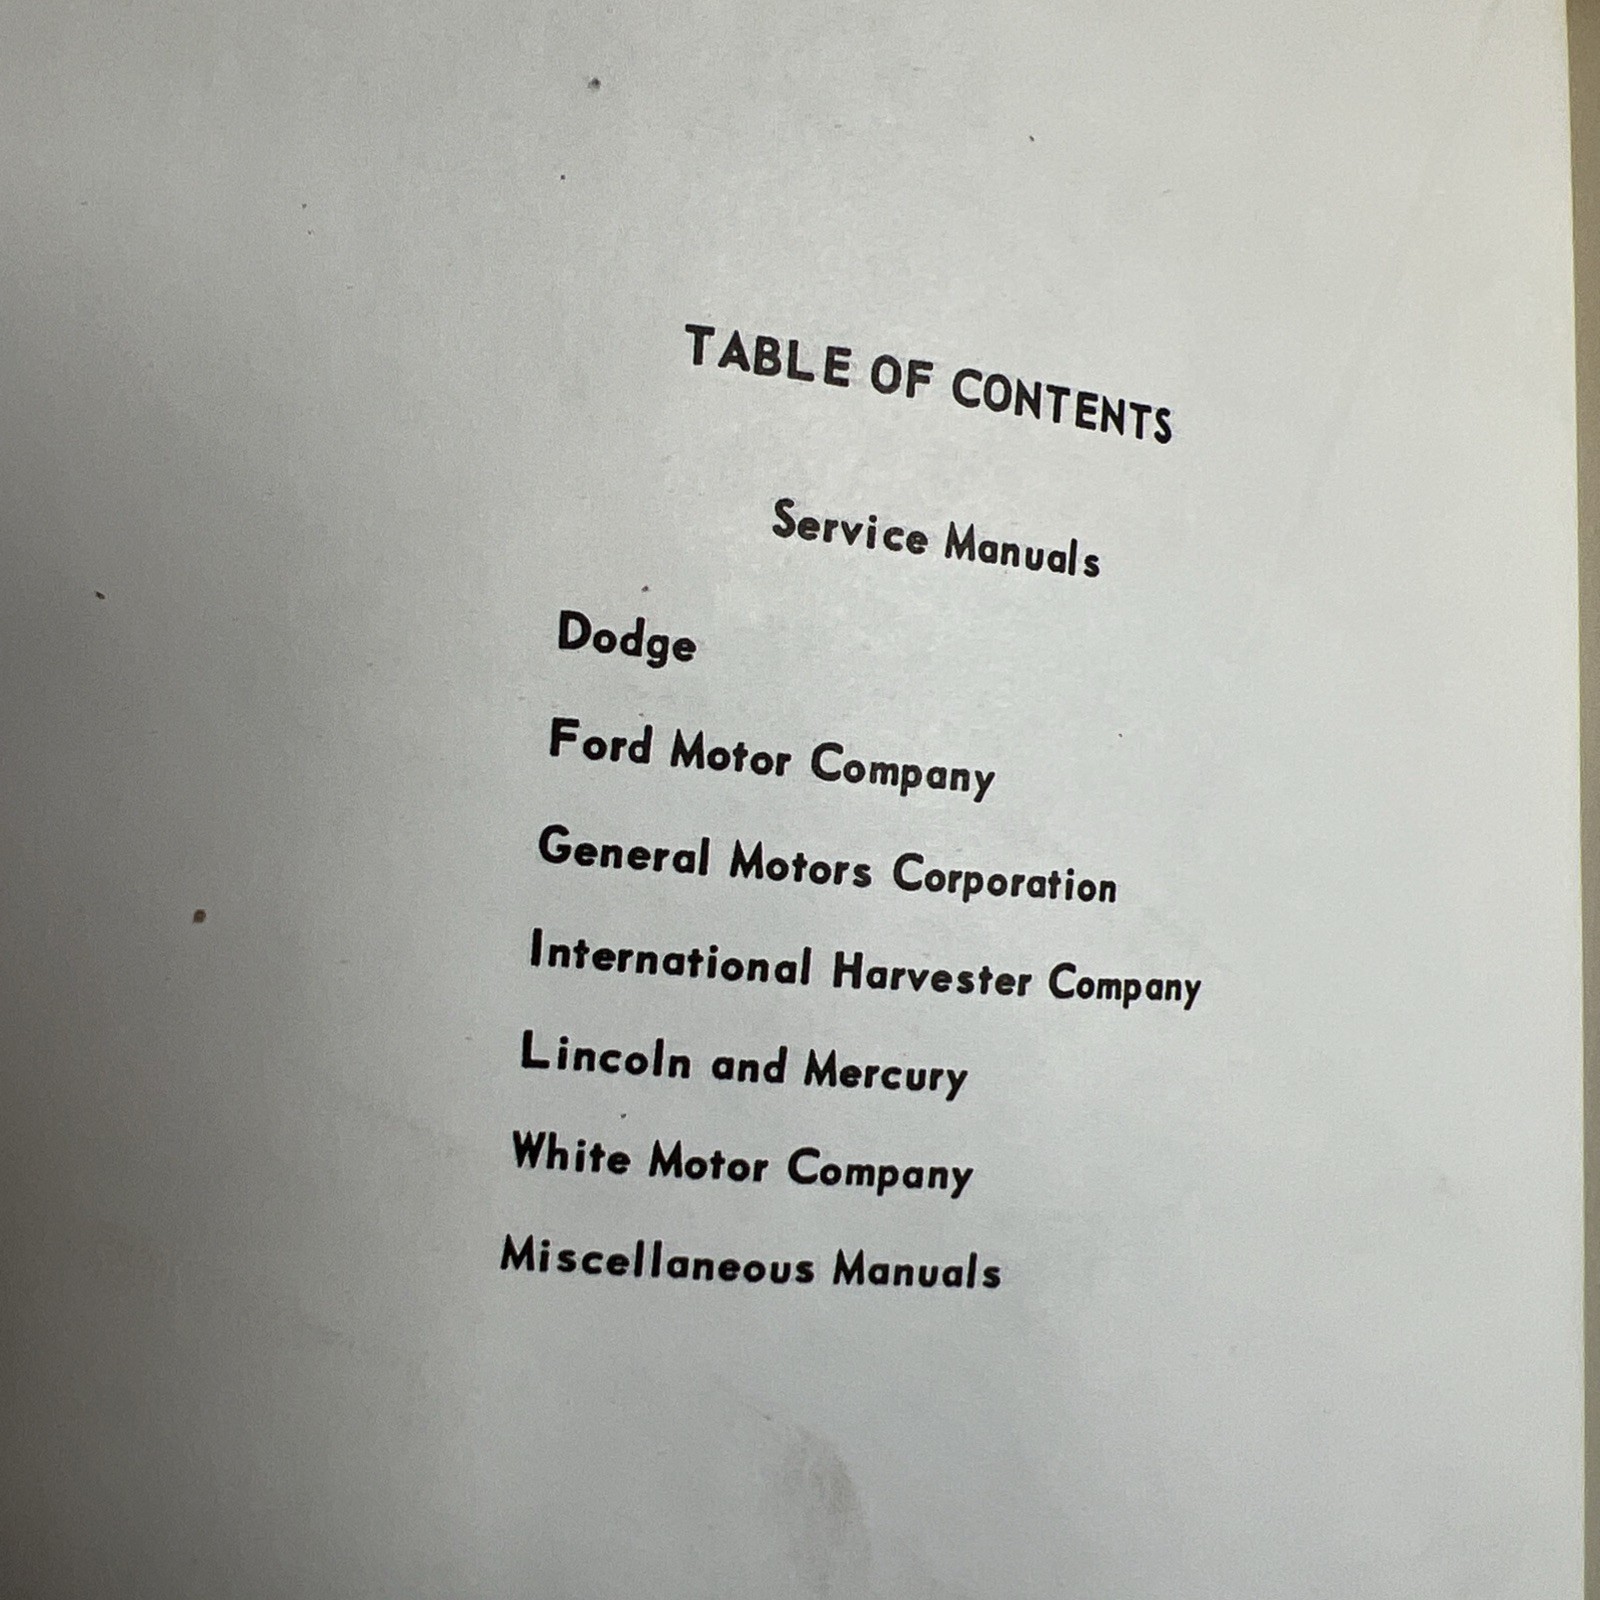 TABLE OF CONTENTS
Service Manuals
Dodge
Ford Motor Company
General Motors Corporation
International Harvester Company
Lincoln and Mercury
White Motor Company
Miscellaneous Manuals